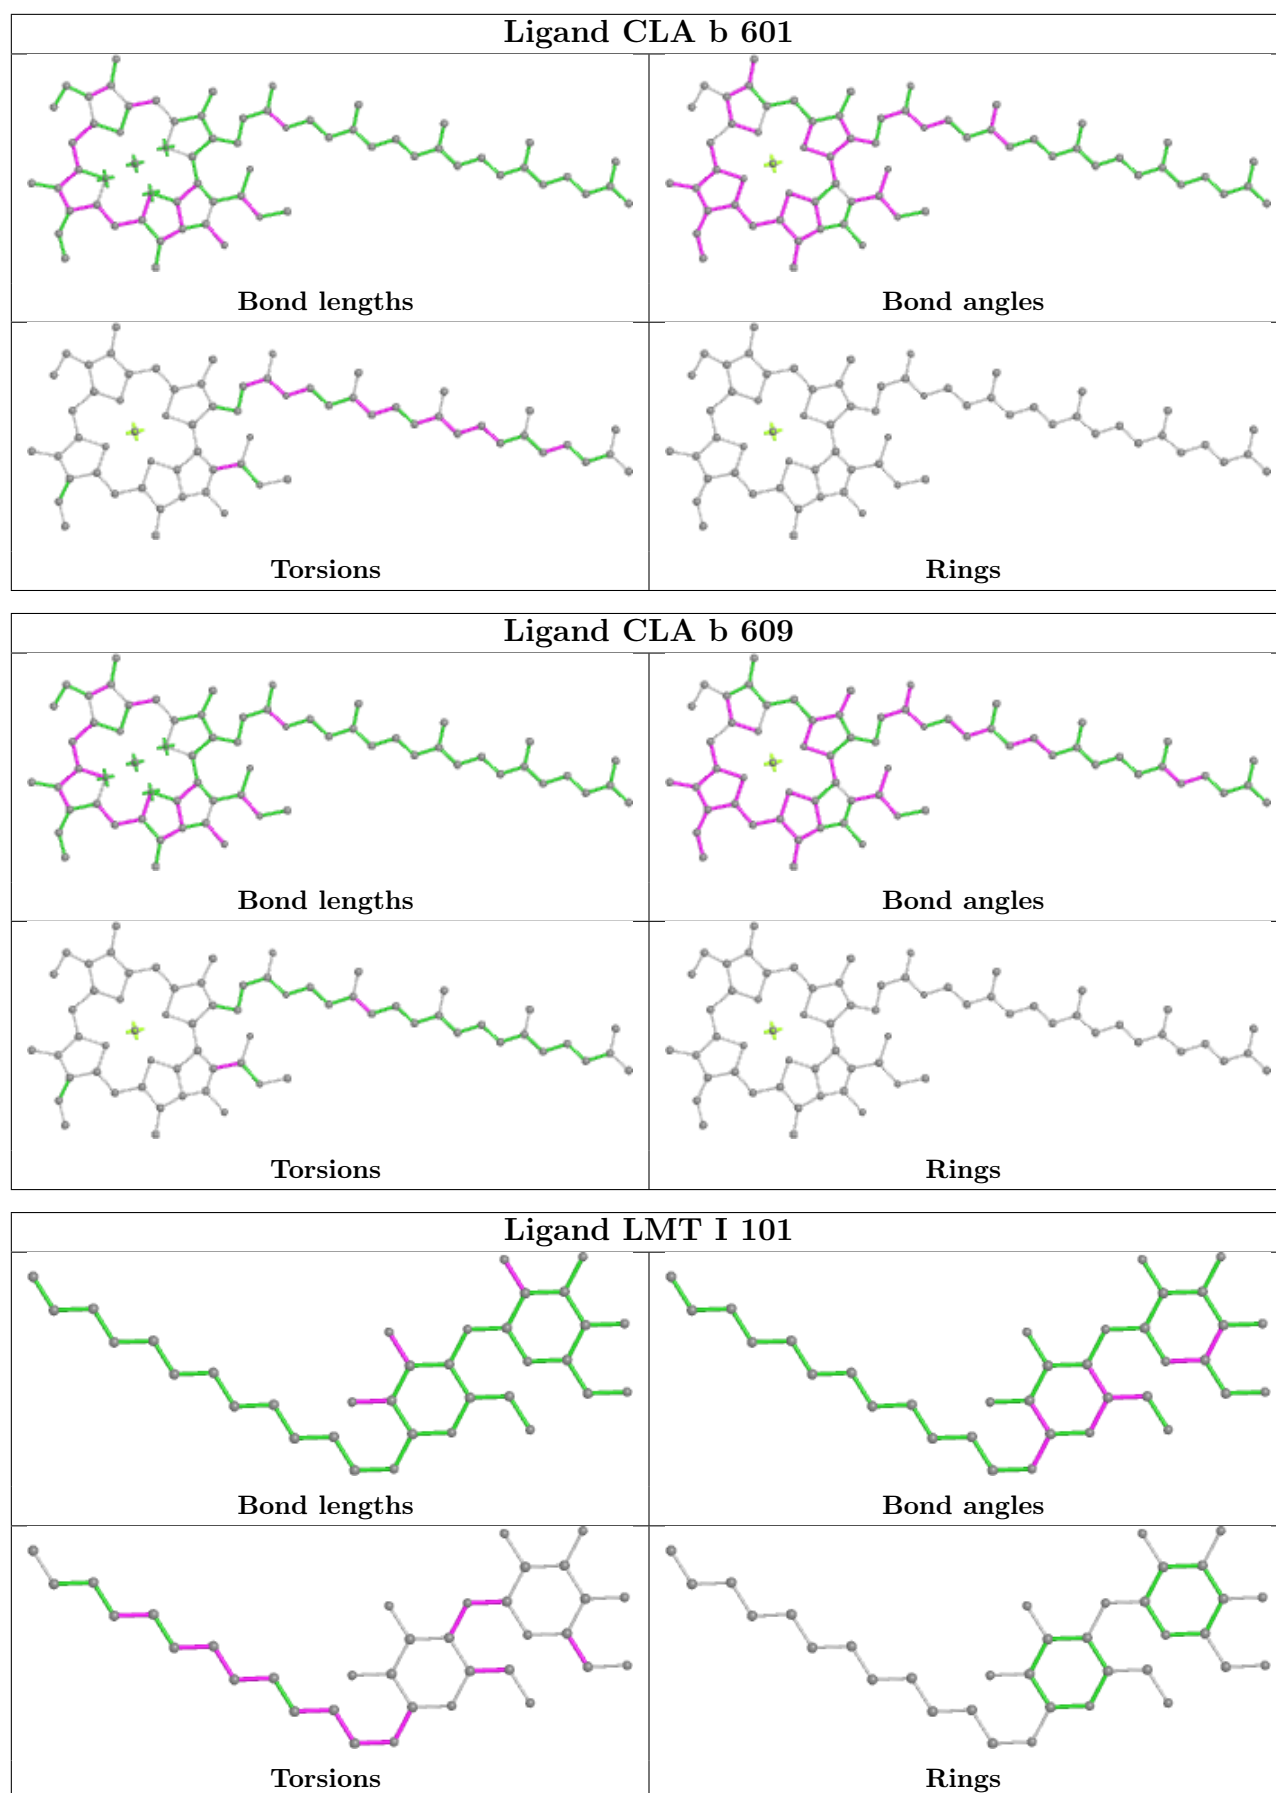 Ligand CLA b 601
Bond lengths
Bond angles
Torsions
Rings
Ligand CLA b 609
Bond lengths
Bond angles
Torsions
Rings
Ligand LMT I 101
Bond lengths
Bond angles
Torsions
Rings